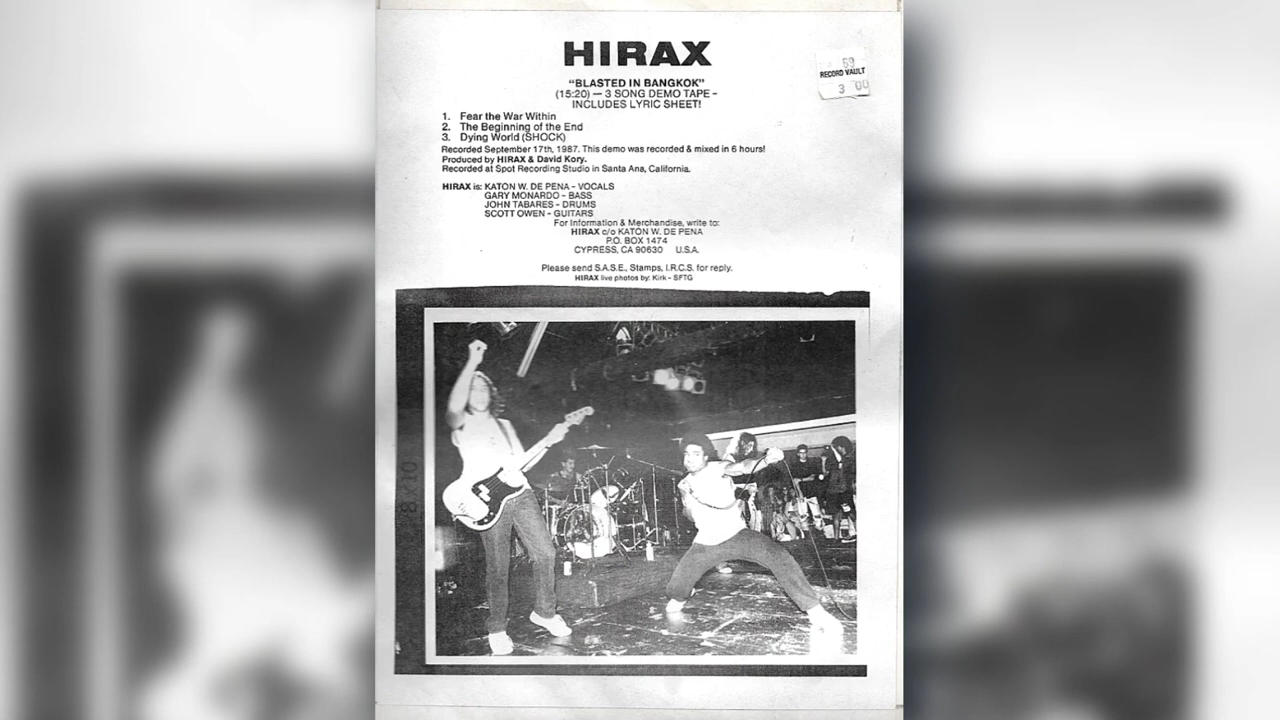 HIRAX
"BLASTED IN BANGKOK"
(15:20) — 3 SONG DEMO TAPE –
INCLUDES LYRIC SHEET!
1. Fear the War Within
2. The Beginning of the End
3. Dying World (SHOCK)
Recorded September 17th, 1987. This demo was recorded & mixed in 6 hours!
Produced by HIRAX & David Kory.
Recorded at Spot Recording Studio in Santa Ana, California.
HIRAX is: KATON W. DE PENA – VOCALS
GARY MONARDO – BASS
JOHN TABARES – DRUMS
SCOTT OWEN – GUITARS
For Information & Merchandise, write to:
HIRAX c/o KATON W. DE PENA
P.O. BOX 1474
CYPRESS, CA 90630 U.S.A.
Please send S.A.S.E., Stamps, I.R.C.S. for reply.
HIRAX live photos by: Kirk – SFTG
69
RECORD VAULT
3 00
8x10